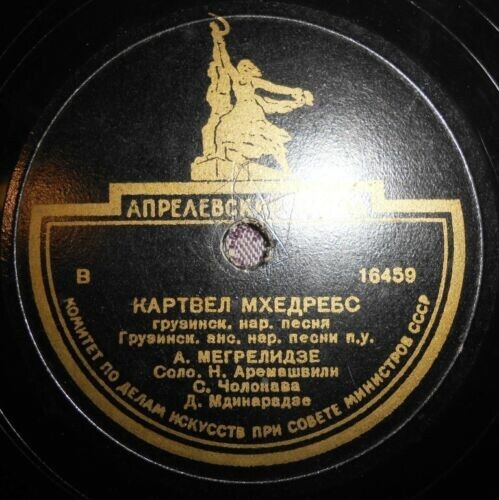 АПРЕЛЕВСК
В 16459
КАРТВЕЛ МХЕДРЕБС
грузинск. нар. песня
Грузинск. анс. нар. песни п.у.
А. МЕГРЕЛИДЗЕ
Соло. Н. Аремашвили
С. Чолокава
Д. Мдинарадзе
КОМИТЕТ ПО ДЕЛАМ ИСКУССТВ ПРИ СОВЕТЕ МИНИСТРОВ СССР